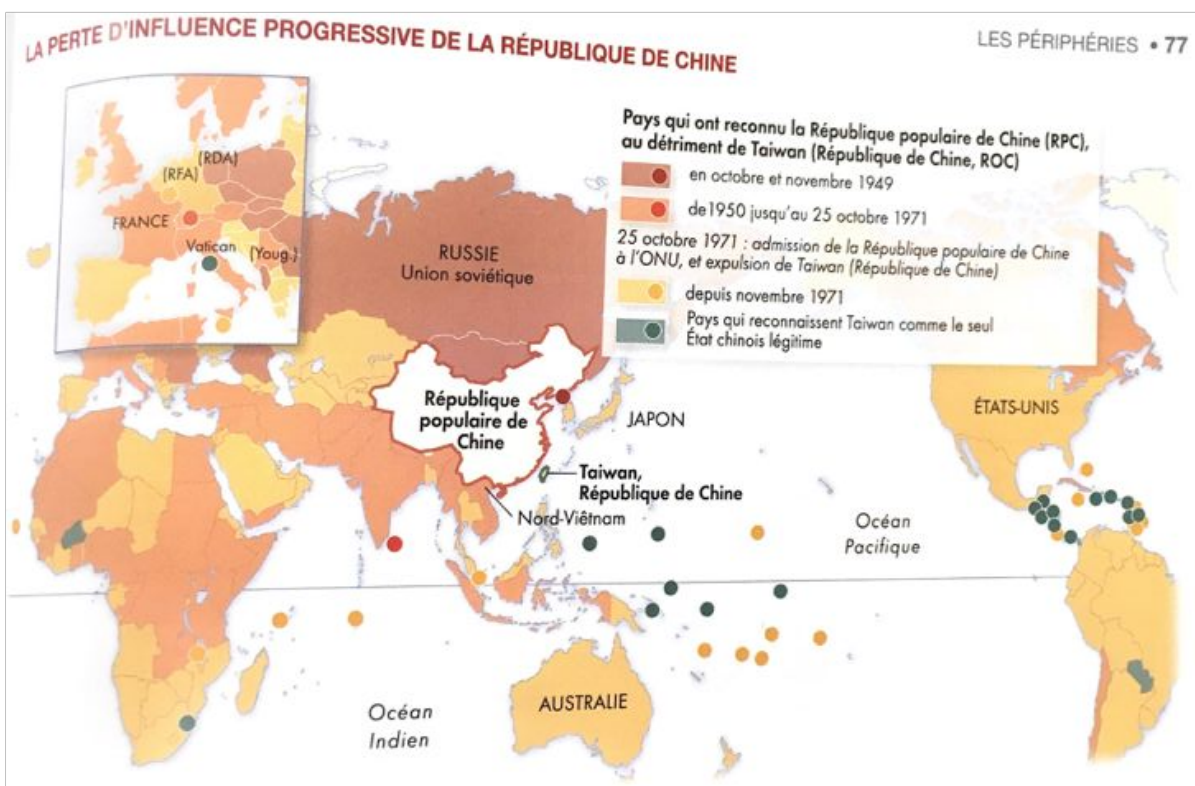 LA PERTE D'INFLUENCE PROGRESSIVE DE LA RÉPUBLIQUE DE CHINE
LES PÉRIPHÉRIES • 77
Pays qui ont reconnu la République populaire de Chine (RPC),
au détriment de Taiwan (République de Chine, ROC)
en octobre et novembre 1949
de1950 jusqu'au 25 octobre 1971
25 octobre 1971 : admission de la République populaire de Chine
à l'ONU, et expulsion de Taiwan (République de Chine)
depuis novembre 1971
Pays qui reconnaissent Taiwan comme le seul
État chinois légitime
(RDA)
(RFA)
FRANCE
Vatican
(Youg.)
RUSSIE
Union soviétique
République
populaire de
Chine
JAPON
Taiwan,
République de Chine
Nord-Viêtnam
ÉTATS-UNIS
Océan
Pacifique
AUSTRALIE
Océan
Indien